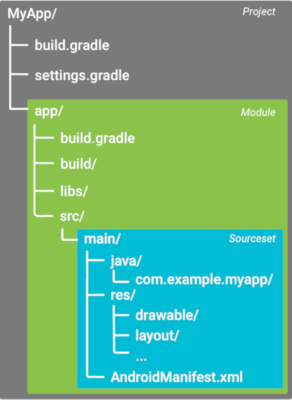 MyApp/ Project
build.gradle
settings.gradle
app/ Module
build.gradle
build/
libs/
src/
main/ Sourceset
java/
com.example.myapp/
res/
drawable/
layout/
...
AndroidManifest.xml